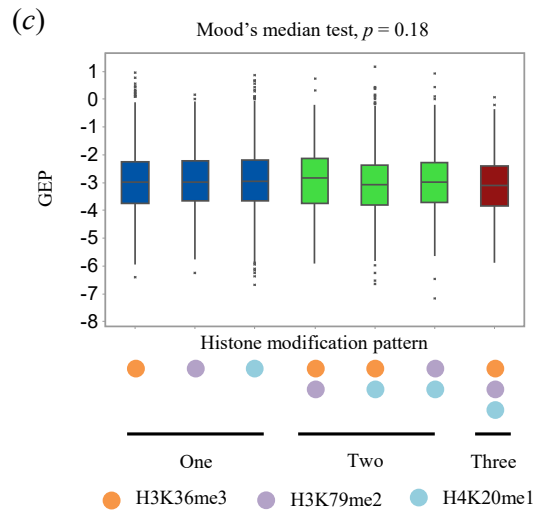 (c)
Mood's median test, p = 0.18
GEP
1
0
-1
-2
-3
-4
-5
-6
-7
-8
Histone modification pattern
One Two Three
H3K36me3 H3K79me2 H4K20me1